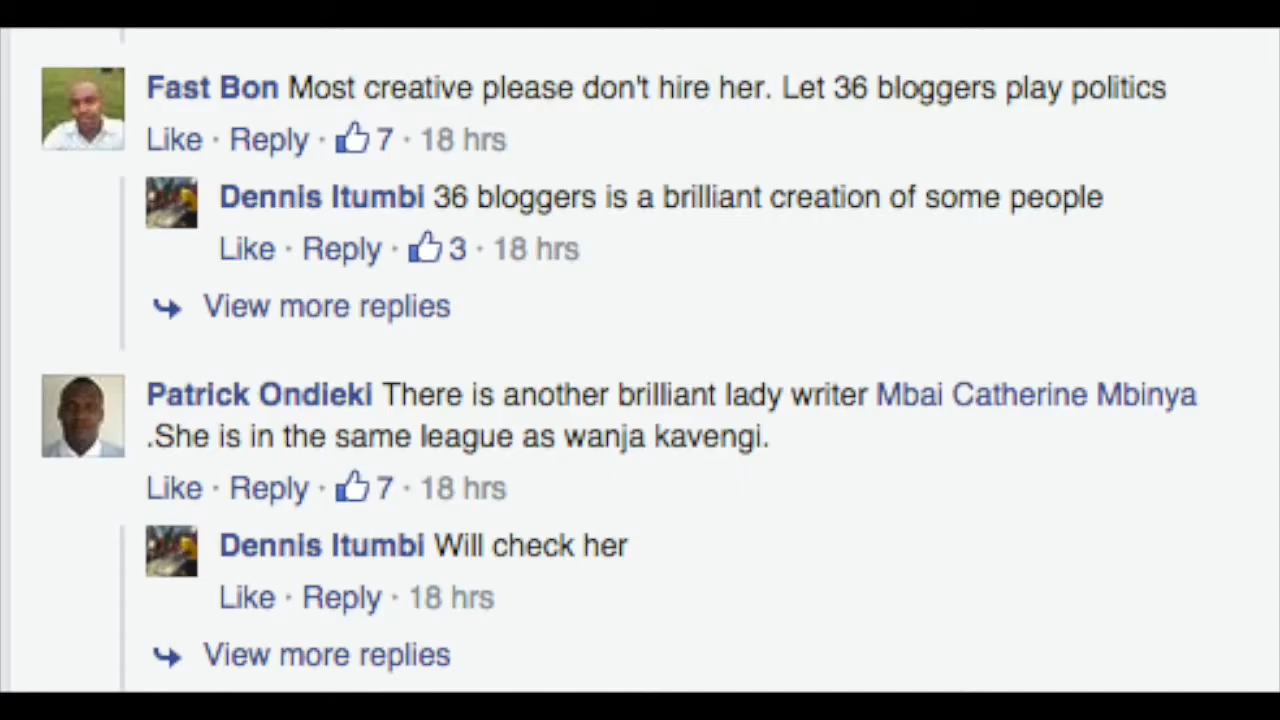 Fast Bon Most creative please don't hire her. Let 36 bloggers play politics
Like · Reply · 7 · 18 hrs
Dennis Itumbi 36 bloggers is a brilliant creation of some people
Like · Reply · 3 · 18 hrs
View more replies
Patrick Ondieki There is another brilliant lady writer Mbai Catherine Mbinya
.She is in the same league as wanja kavengi.
Like · Reply · 7 · 18 hrs
Dennis Itumbi Will check her
Like · Reply · 18 hrs
View more replies